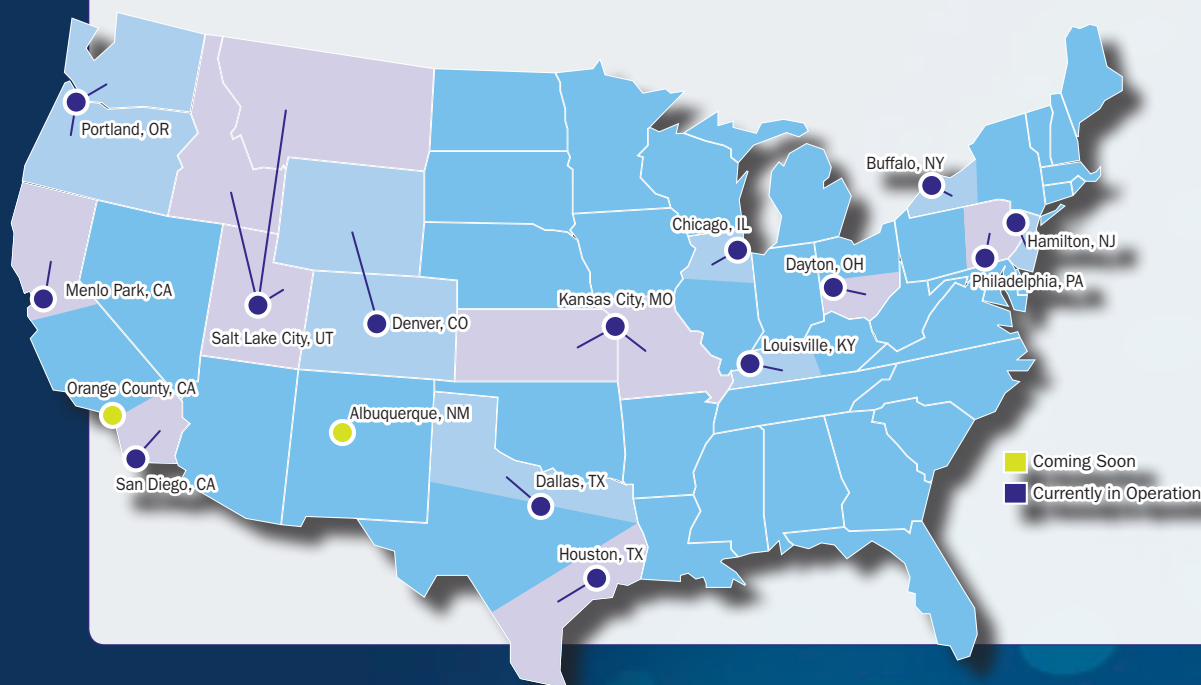 Portland, OR
Buffalo, NY
Chicago, IL
Hamilton, NJ
Dayton, OH
Philadelphia, PA
Menlo Park, CA
Kansas City, MO
Salt Lake City, UT
Denver, CO
Louisville, KY
Orange County, CA
Albuquerque, NM
San Diego, CA
Dallas, TX
Houston, TX
Coming Soon
Currently in Operation